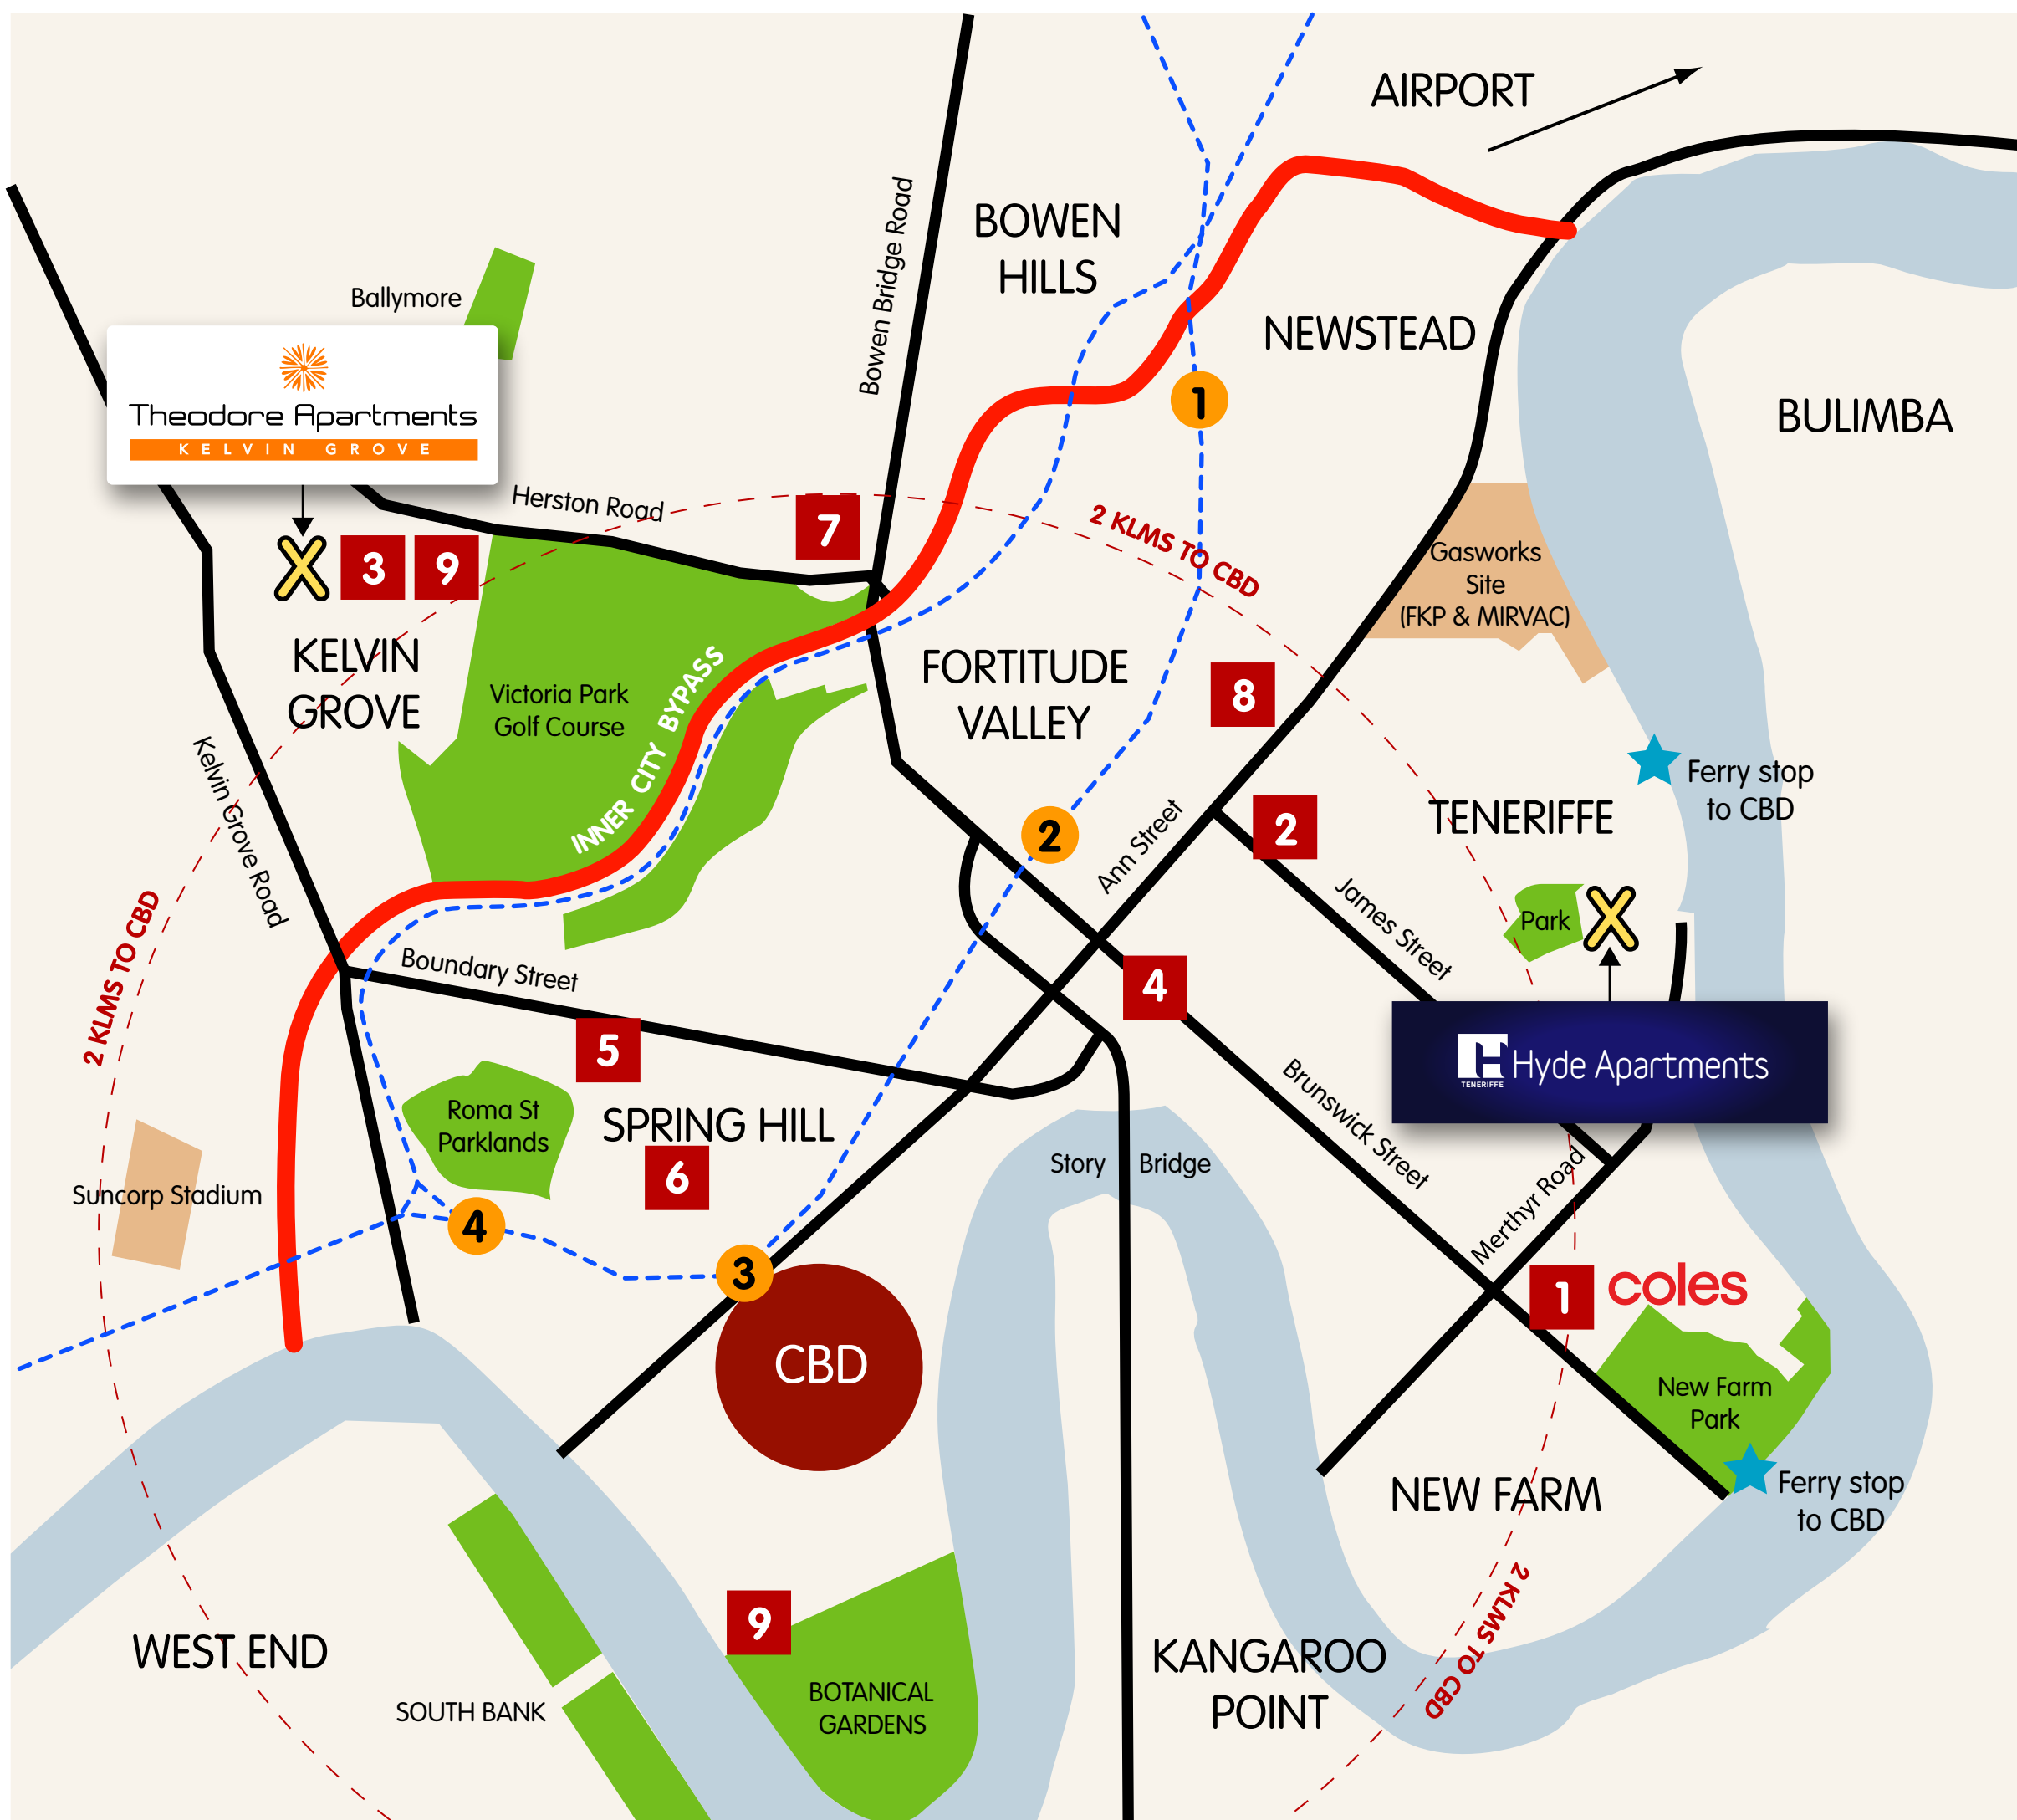 AIRPORT
BOWEN
HILLS
Bowen Bridge Road
Ballymore
NEWSTEAD
BULIMBA
1
Theodore Apartments
KELVIN GROVE
Herston Road
7
2 KLMS TO CBD
3
9
Gasworks
Site
(FKP & MIRVAC)
KELVIN
GROVE
Victoria Park
Golf Course
INNER CITY BYPASS
FORTITUDE
VALLEY
8
Kelvin Grove Road
Ferry stop
to CBD
TENERIFFE
2
2
Ann Street
James Street
Park
2 KLMS TO CBD
Boundary Street
4
5
Hyde Apartments
TENERIFFE
Roma St
Parklands
SPRING HILL
Brunswick Street
Story Bridge
6
Suncorp Stadium
4
Merthyr Road
3
1
coles
CBD
New Farm
Park
NEW FARM
Ferry stop
to CBD
9
2 KLMS TO CBD
WEST END
KANGAROO
POINT
SOUTH BANK
BOTANICAL
GARDENS